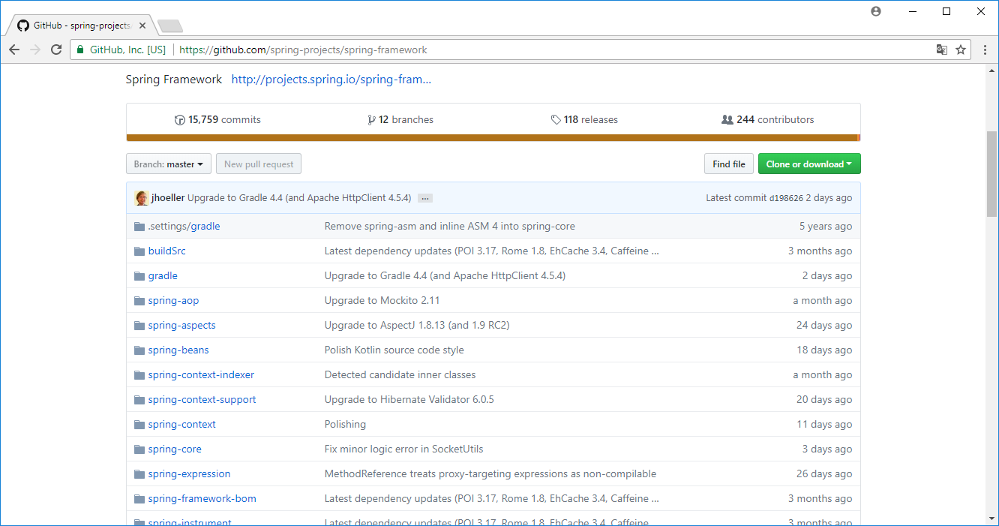 GitHub - spring-projects
GitHub, Inc. [US] https://github.com/spring-projects/spring-framework
Spring Framework http://projects.spring.io/spring-fram...
15,759 commits 12 branches 118 releases 244 contributors
Branch: master New pull request Find file Clone or download
jhoeller Upgrade to Gradle 4.4 (and Apache HttpClient 4.5.4) ... Latest commit d198626 2 days ago
.settings/gradle Remove spring-asm and inline ASM 4 into spring-core 5 years ago
buildSrc Latest dependency updates (POI 3.17, Rome 1.8, EhCache 3.4, Caffeine ... 3 months ago
gradle Upgrade to Gradle 4.4 (and Apache HttpClient 4.5.4) 2 days ago
spring-aop Upgrade to Mockito 2.11 a month ago
spring-aspects Upgrade to AspectJ 1.8.13 (and 1.9 RC2) 24 days ago
spring-beans Polish Kotlin source code style 18 days ago
spring-context-indexer Detected candidate inner classes a month ago
spring-context-support Upgrade to Hibernate Validator 6.0.5 20 days ago
spring-context Polishing 11 days ago
spring-core Fix minor logic error in SocketUtils 3 days ago
spring-expression MethodReference treats proxy-targeting expressions as non-compilable 26 days ago
spring-framework-bom Latest dependency updates (POI 3.17, Rome 1.8, EhCache 3.4, Caffeine ... 3 months ago
spring-instrument Latest dependency updates (POI 3.17, Rome 1.8, EhCache 3.4, Caffeine 3 months ago